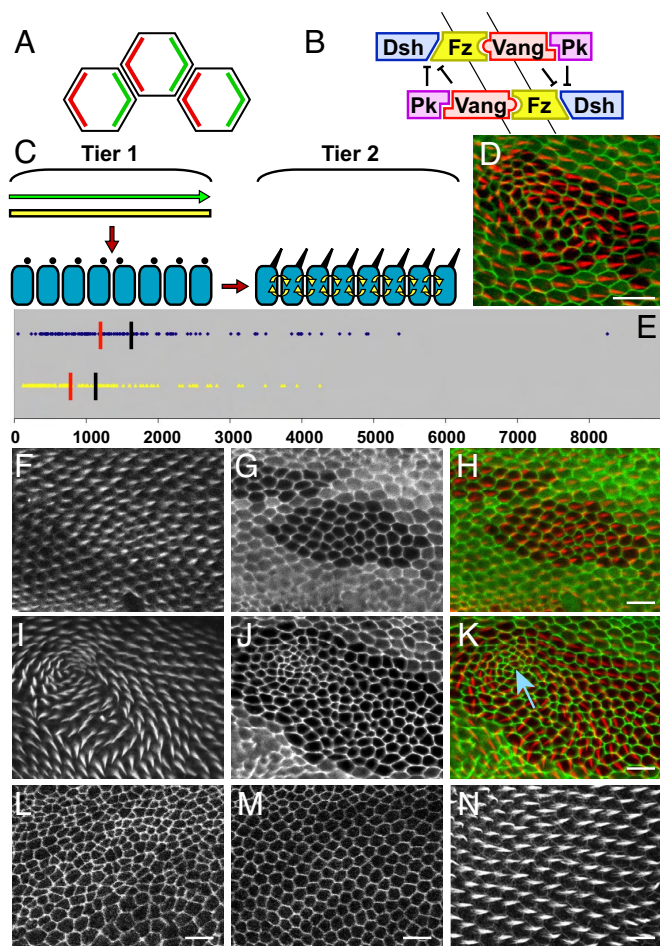 A
B
Dsh Fz Vang Pk
Pk Vang Fz Dsh
C
Tier 1
Tier 2
D
E
0 1000 2000 3000 4000 5000 6000 7000 8000
F
G
H
I
J
K
L
M
N